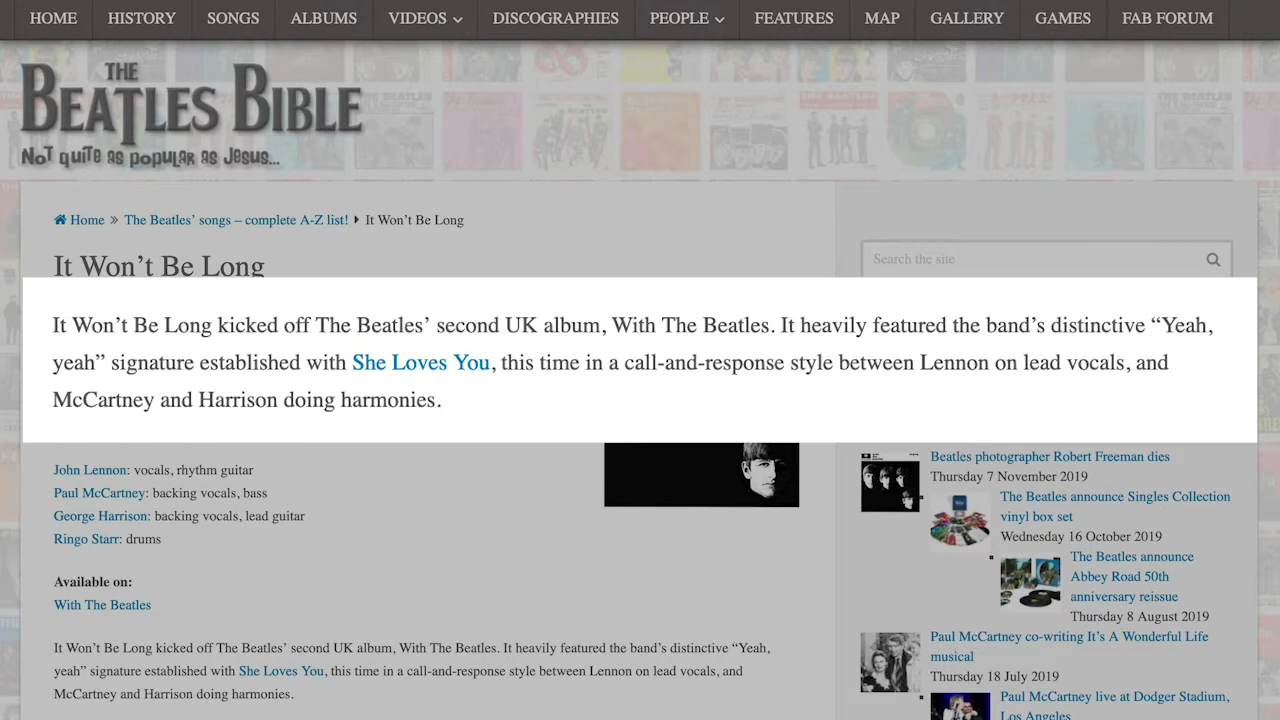 HOME HISTORY SONGS ALBUMS VIDEOS DISCOGRAPHIES PEOPLE FEATURES MAP GALLERY GAMES FAB FORUM
THE
BEATLES BIBLE
Not quite as popular as Jesus...
Home » The Beatles’ songs – complete A-Z list! It Won’t Be Long
It Won’t Be Long
Search the site
It Won’t Be Long kicked off The Beatles’ second UK album, With The Beatles. It heavily featured the band’s distinctive “Yeah,
yeah” signature established with She Loves You, this time in a call-and-response style between Lennon on lead vocals, and
McCartney and Harrison doing harmonies.
John Lennon: vocals, rhythm guitar
Paul McCartney: backing vocals, bass
George Harrison: backing vocals, lead guitar
Ringo Starr: drums
Available on:
With The Beatles
It Won’t Be Long kicked off The Beatles’ second UK album, With The Beatles. It heavily featured the band’s distinctive “Yeah,
yeah” signature established with She Loves You, this time in a call-and-response style between Lennon on lead vocals, and
McCartney and Harrison doing harmonies.
Beatles photographer Robert Freeman dies
Thursday 7 November 2019
The Beatles announce Singles Collection
vinyl box set
Wednesday 16 October 2019
The Beatles announce
Abbey Road 50th
anniversary reissue
Thursday 8 August 2019
Paul McCartney co-writing It’s A Wonderful Life
musical
Thursday 18 July 2019
Paul McCartney live at Dodger Stadium,
Los Angeles